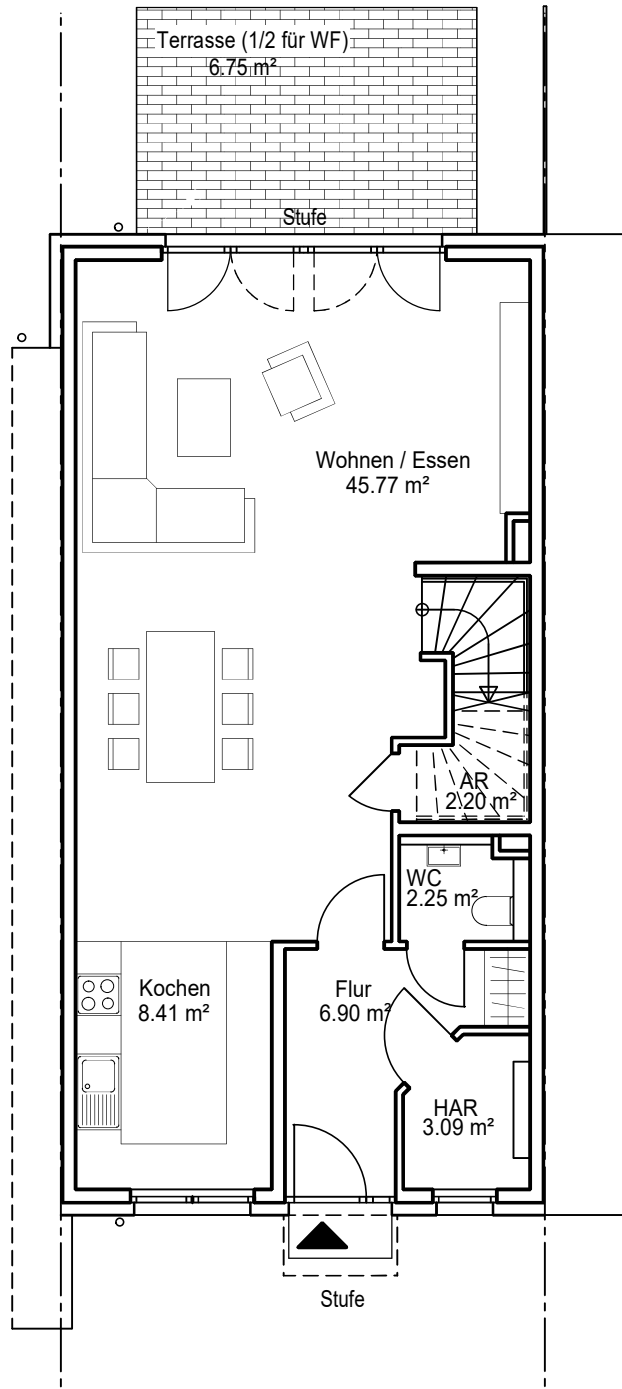 Terrasse (1/2 für WF)
6.75 m²
Stufe
Wohnen / Essen
45.77 m²
AR
2.20 m²
WC
2.25 m²
Kochen
8.41 m²
Flur
6.90 m²
HAR
3.09 m²
Stufe